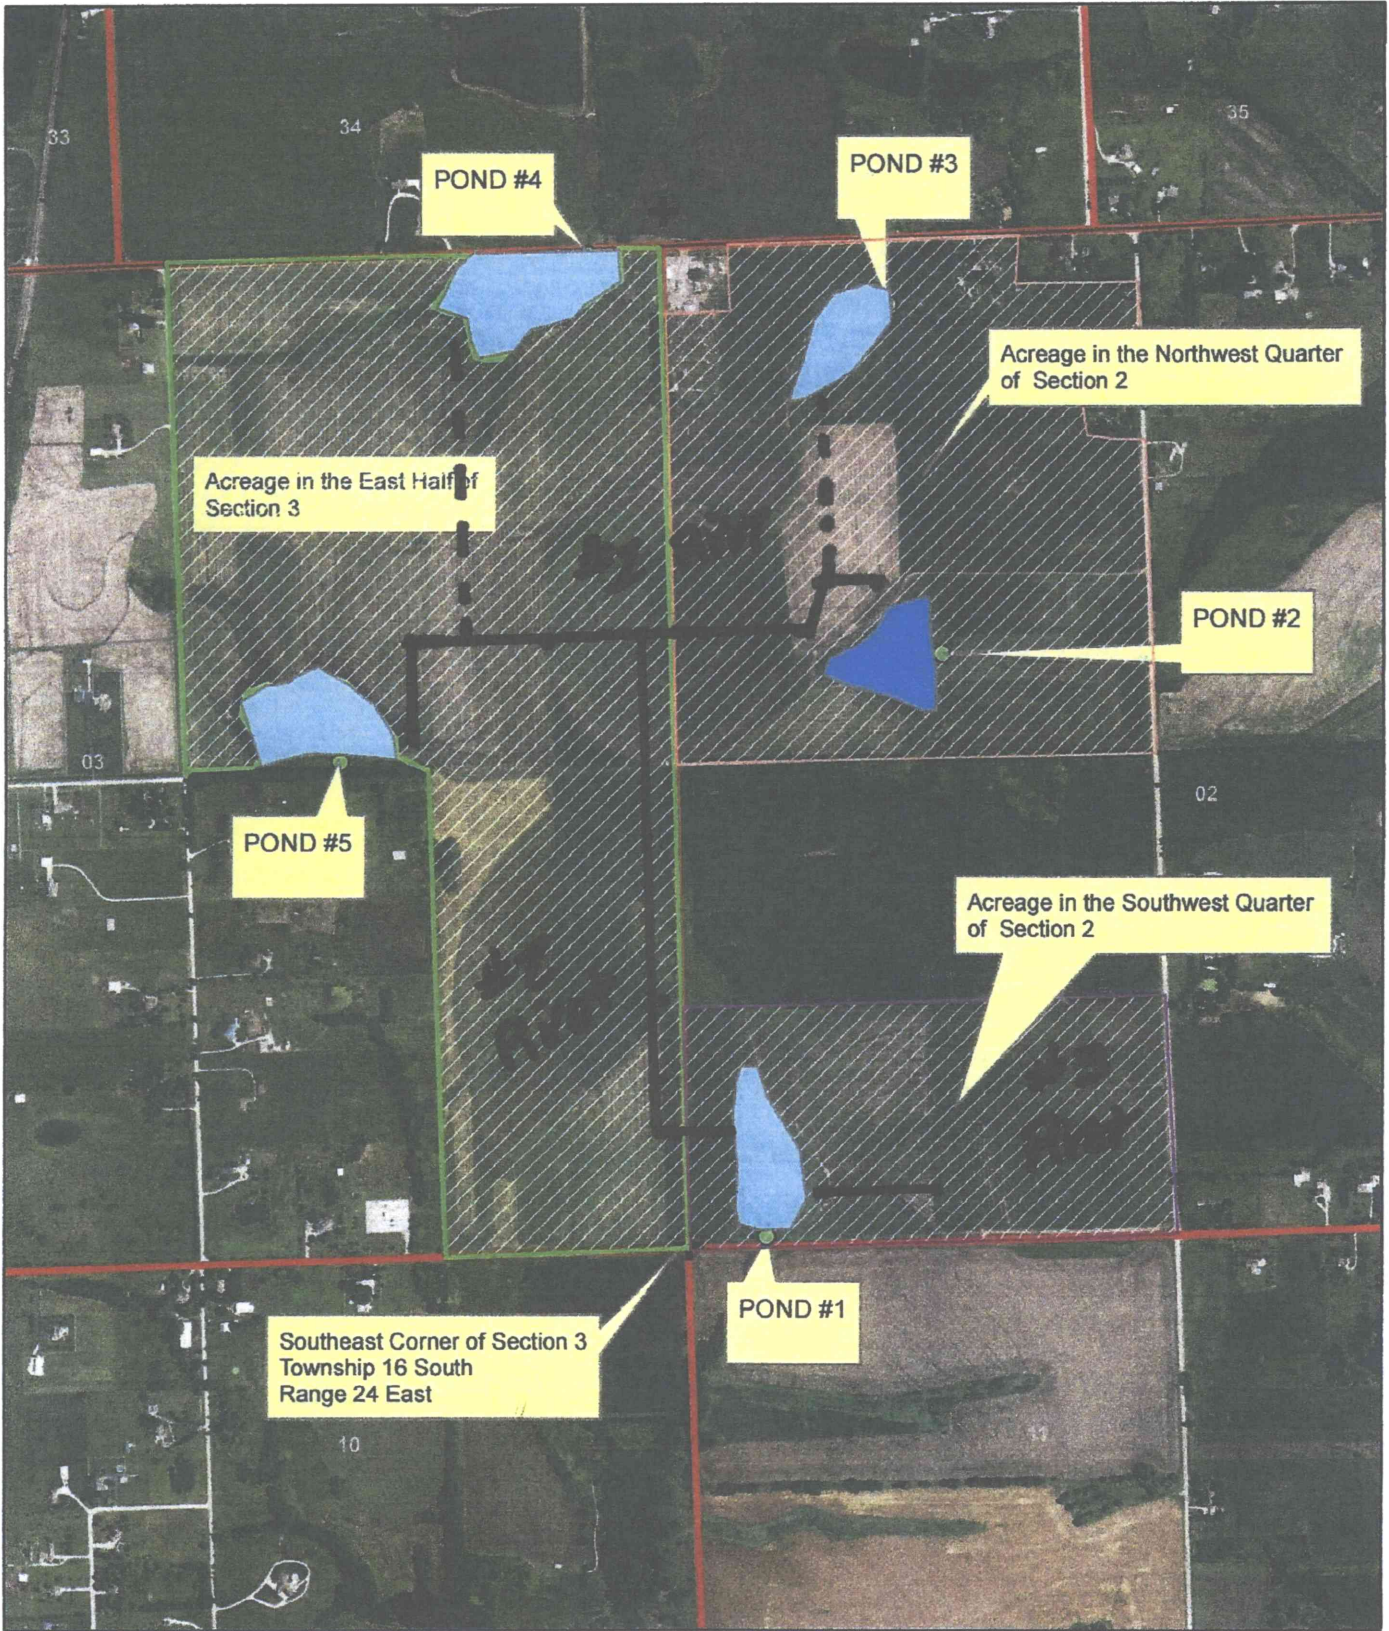 33
34
35
POND #4
POND #3
Acreage in the Northwest Quarter
of Section 2
Acreage in the East Half of
Section 3
POND #2
03
02
POND #5
Acreage in the Southwest Quarter
of Section 2
POND #1
Southeast Corner of Section 3
Township 16 South
Range 24 East
10
11